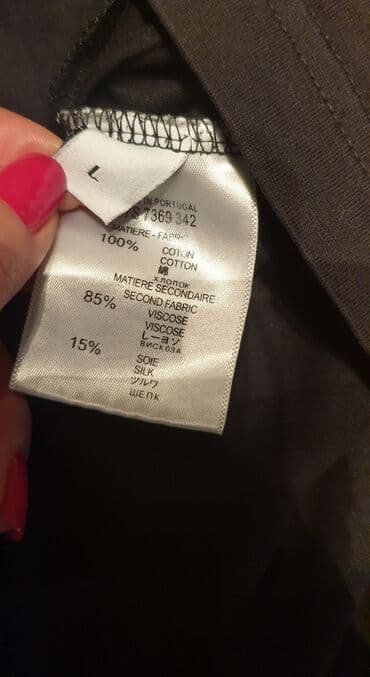 L
IN PORTUGAL
S 7369 342
MATIERE - FABRIC
100% COTON
COTTON
綿
ХЛОПОК
MATIERE SECONDAIRE
SECOND FABRIC
85% VISCOSE
VISCOSE
レーヨン
ВИСКОЗА
15% SOIE
SILK
シルク
ШЕЛК